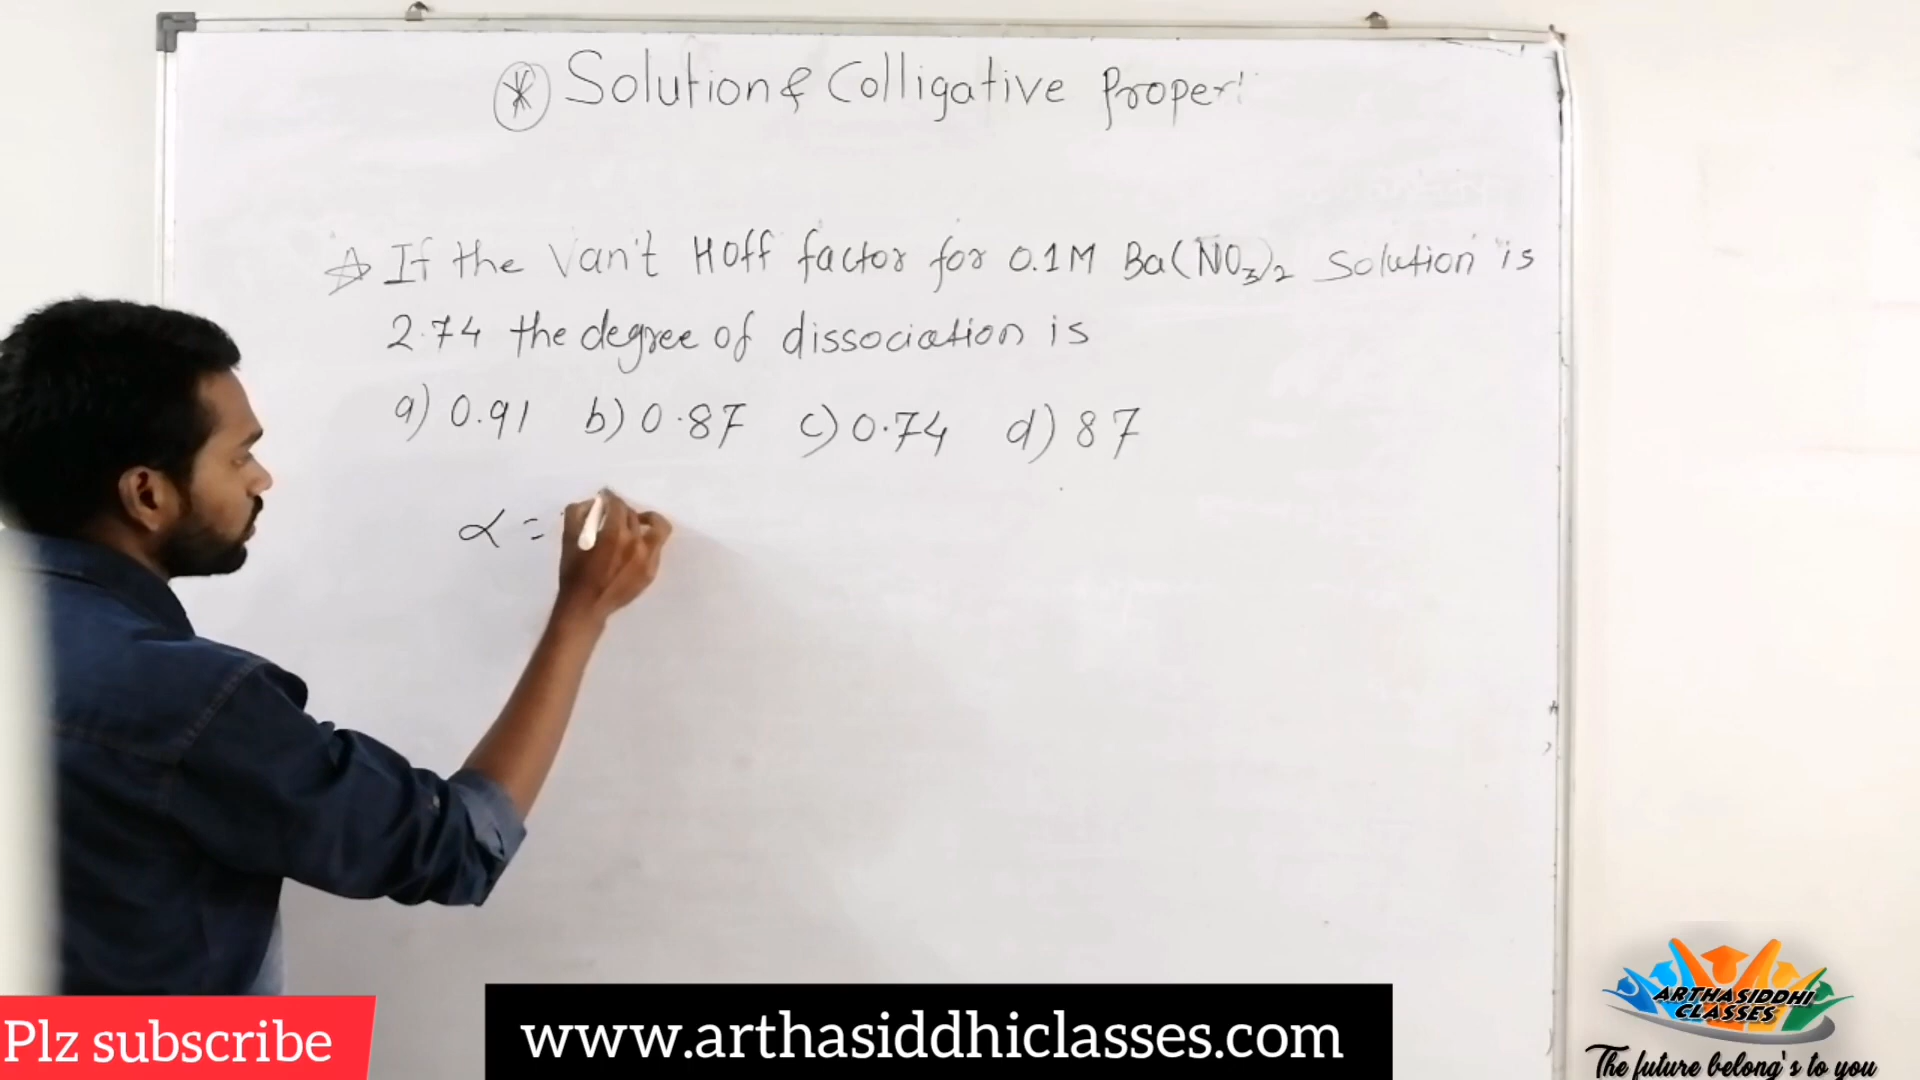 * Solution & Colligative Proper
☆ If the Van't Hoff factor for 0.1M Ba(NO₃)₂ Solution is
2.74 the degree of dissociation is
a) 0.91 b) 0.87 c) 0.74 d) 87
α =
Plz subscribe
www.arthasiddhiclasses.com
ARTHASIDDHI
CLASSES
The future belong's to you